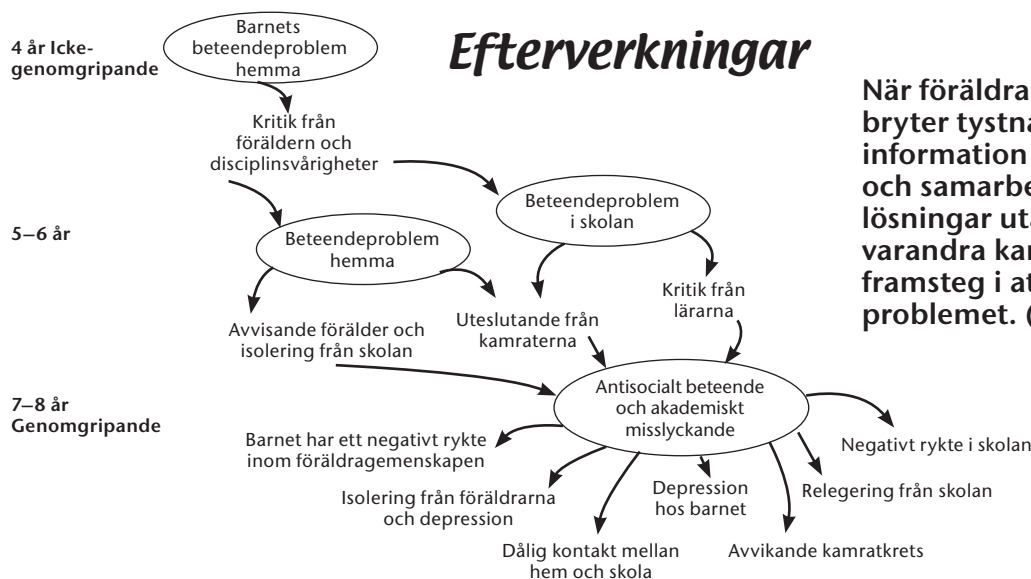 Efterverkningar
4 år Icke-
genomgripande
Barnets
beteendeproblem
hemma
Kritik från
föräldern och
disciplinsvårigheter
5–6 år
Beteendeproblem
hemma
Beteendeproblem
i skolan
Avvisande förälder och
isolering från skolan
Uteslutande från
kamraterna
Kritik från
lärarna
7–8 år
Genomgripande
Antisocialt beteende
och akademiskt
misslyckande
Barnet har ett negativt rykte
inom föräldragemenskapen
Isolering från föräldrarna
och depression
Dålig kontakt mellan
hem och skola
Depression
hos barnet
Avvikande kamratkrets
Relegering från skolan
Negativt rykte i skolan
När föräldra
bryter tystna
information
och samarbe
lösningar uta
varandra kan
framsteg i at
problemet. (